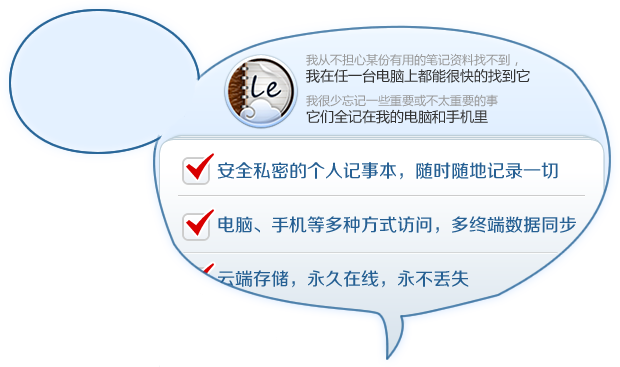 我从不担心某份有用的笔记资料找不到，
我在任一台电脑上都能很快的找到它
我很少忘记一些重要或不太重要的事
它们全记在我的电脑和手机里
Le
安全私密的个人记事本，随时随地记录一切
电脑、手机等多种方式访问，多终端数据同步
云端存储，永久在线，永不丢失